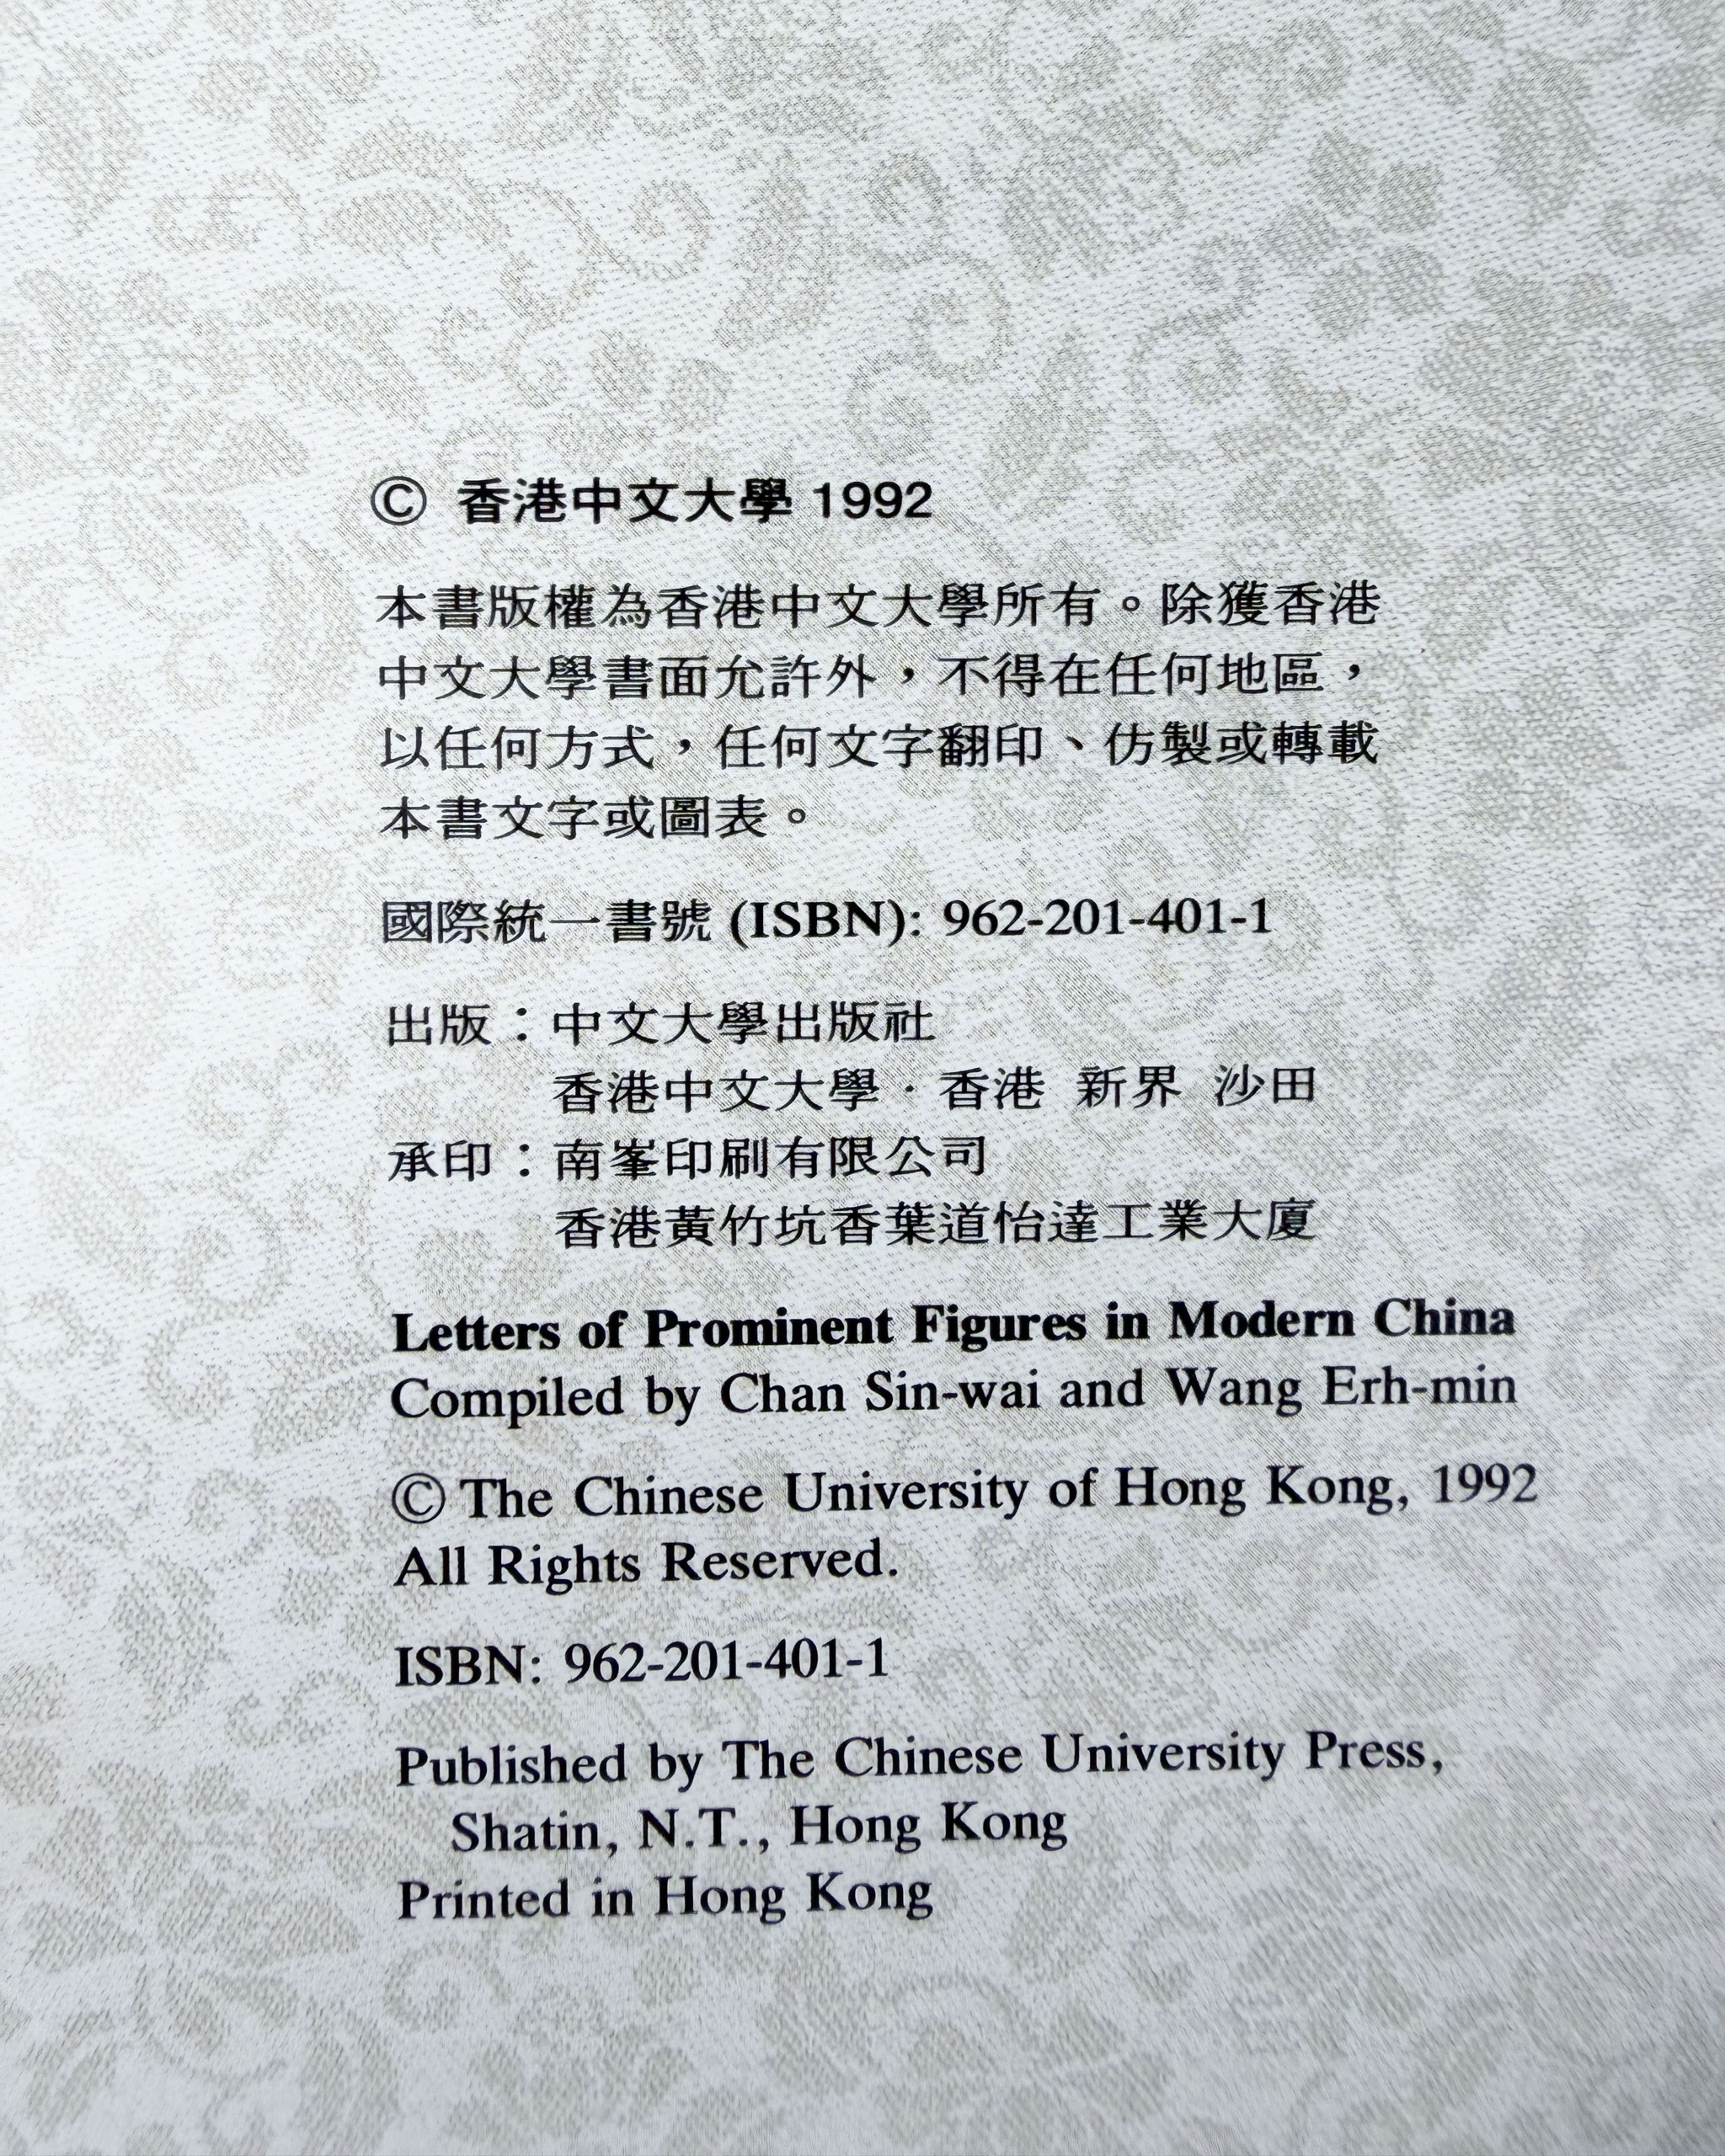 © 香港中文大學 1992
本書版權為香港中文大學所有。除獲香港
中文大學書面允許外，不得在任何地區，
以任何方式，任何文字翻印、仿製或轉載
本書文字或圖表。
國際統一書號 (ISBN): 962-201-401-1
出版：中文大學出版社
香港中文大學·香港 新界 沙田
承印：南峯印刷有限公司
香港黃竹坑香葉道怡達工業大廈
Letters of Prominent Figures in Modern China
Compiled by Chan Sin-wai and Wang Erh-min
© The Chinese University of Hong Kong, 1992
All Rights Reserved.
ISBN: 962-201-401-1
Published by The Chinese University Press,
Shatin, N.T., Hong Kong
Printed in Hong Kong